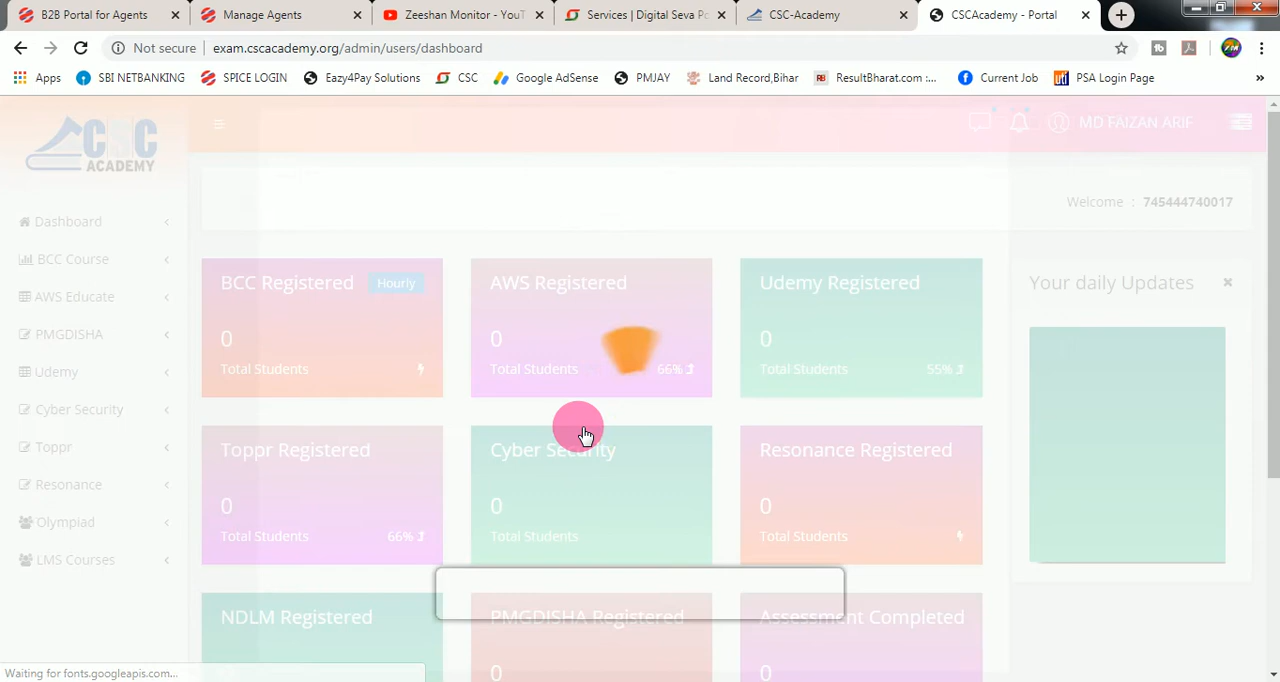 B2B Portal for Agents
Manage Agents
Zeeshan Monitor - YouT
Services | Digital Seva Po
CSC-Academy
CSCAcademy - Portal
Not secure
exam.cscacademy.org/admin/users/dashboard
Apps
SBI NETBANKING
SPICE LOGIN
Eazy4Pay Solutions
CSC
Google AdSense
PMJAY
Land Record,Bihar
ResultBharat.com :...
Current Job
PSA Login Page
»
CSC
ACADEMY
MD FAIZAN ARIF
Welcome : 745444740017
Dashboard
BCC Course
AWS Educate
PMGDISHA
Udemy
Cyber Security
Toppr
Resonance
Olympiad
LMS Courses
BCC Registered
Hourly
0
Total Students
AWS Registered
0
Total Students
66%
Udemy Registered
0
Total Students
55%
Your daily Updates
Toppr Registered
0
Total Students
66%
Cyber Security
0
Total Students
Resonance Registered
0
Total Students
NDLM Registered
PMGDISHA Registered
0
Assessment Completed
0
Waiting for fonts.googleapis.com...